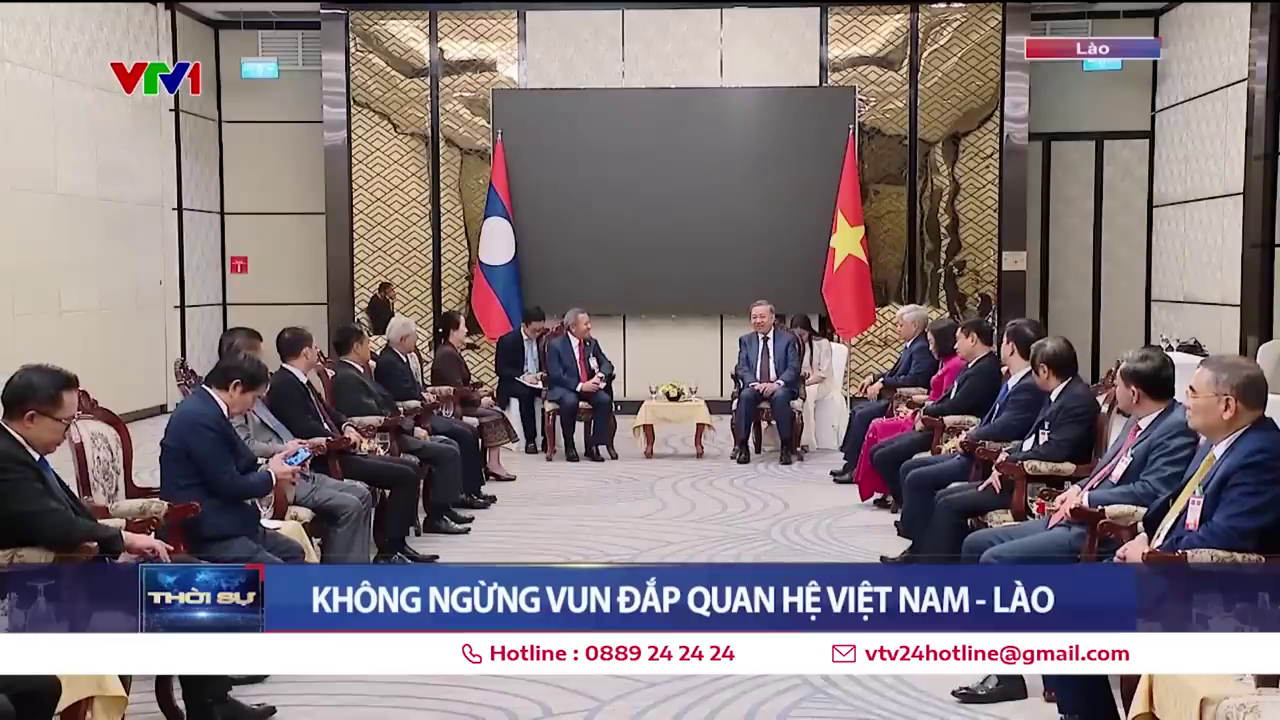 VTV1
Lào
THỜI SỰ
KHÔNG NGỪNG VUN ĐẮP QUAN HỆ VIỆT NAM - LÀO
Hotline : 0889 24 24 24
vtv24hotline@gmail.com